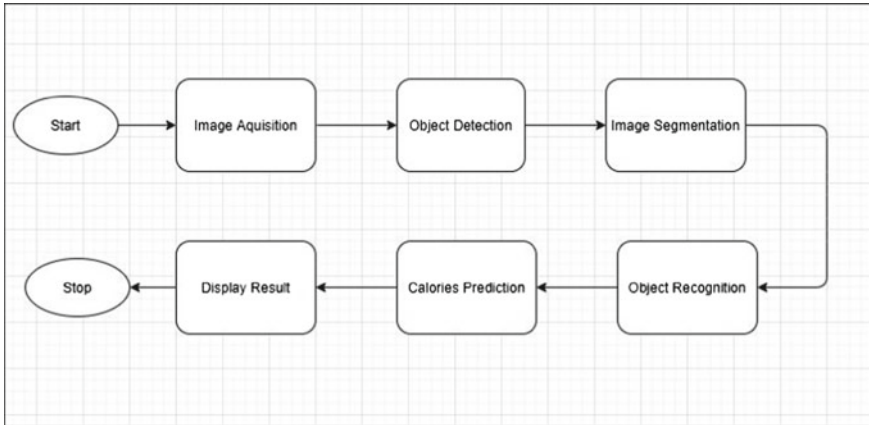 Start
Image Aquisition
Object Detection
Image Segmentation
Object Recognition
Calories Prediction
Display Result
Stop